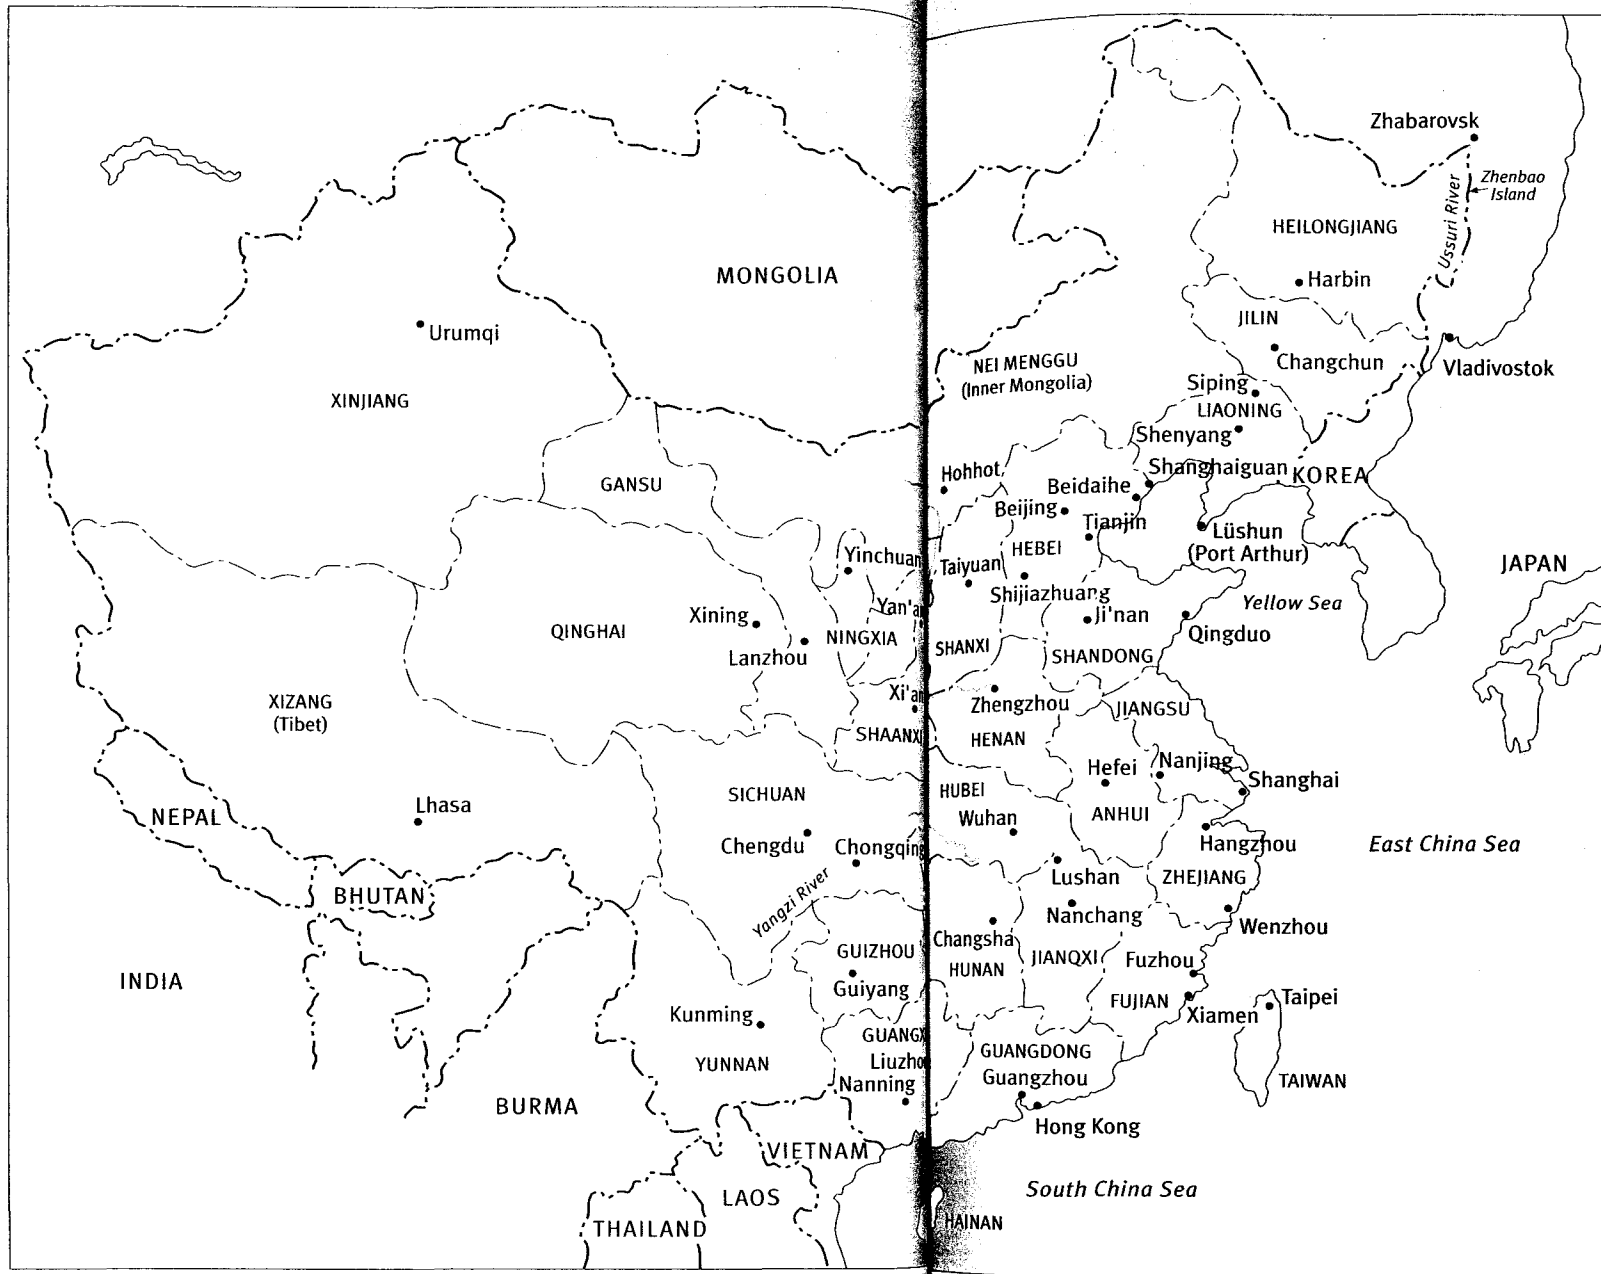 Zhabarovsk
Zhenbao
Island
Ussuri River
HEILONGJIANG
Harbin
MONGOLIA
JILIN
Changchun
Vladivostok
Urumqi
NEI MENGGU
(Inner Mongolia)
Siping
LIAONING
XINJIANG
Shenyang
Shanghaiguan
KOREA
Hohhot
Beidaihe
GANSU
Beijing
Tianjin
Lüshun
(Port Arthur)
HEBEI
Yinchuan
Taiyuan
JAPAN
Shijiazhuang
Yellow Sea
Yan'a
Ji'nan
Xining
QINGHAI
NINGXIA
Qingduo
Lanzhou
SHANXI
SHANDONG
XIZANG
(Tibet)
Xi'an
Zhengzhou
JIANGSU
SHAANX
HENAN
Hefei
Nanjing
Shanghai
SICHUAN
HUBEI
Lhasa
NEPAL
Wuhan
ANHUI
Chengdu
Chongqing
Hangzhou
East China Sea
Lushan
ZHEJIANG
BHUTAN
Yangzi River
Nanchang
Wenzhou
Changsha
GUIZHOU
HUNAN
JIANQXI
Fuzhou
INDIA
Guiyang
FUJIAN
Taipei
Kunming
Xiamen
GUANGX
YUNNAN
Liuzho
GUANGDONG
Guangzhou
Nanning
TAIWAN
BURMA
Hong Kong
VIETNAM
LAOS
South China Sea
THAILAND
HAINAN